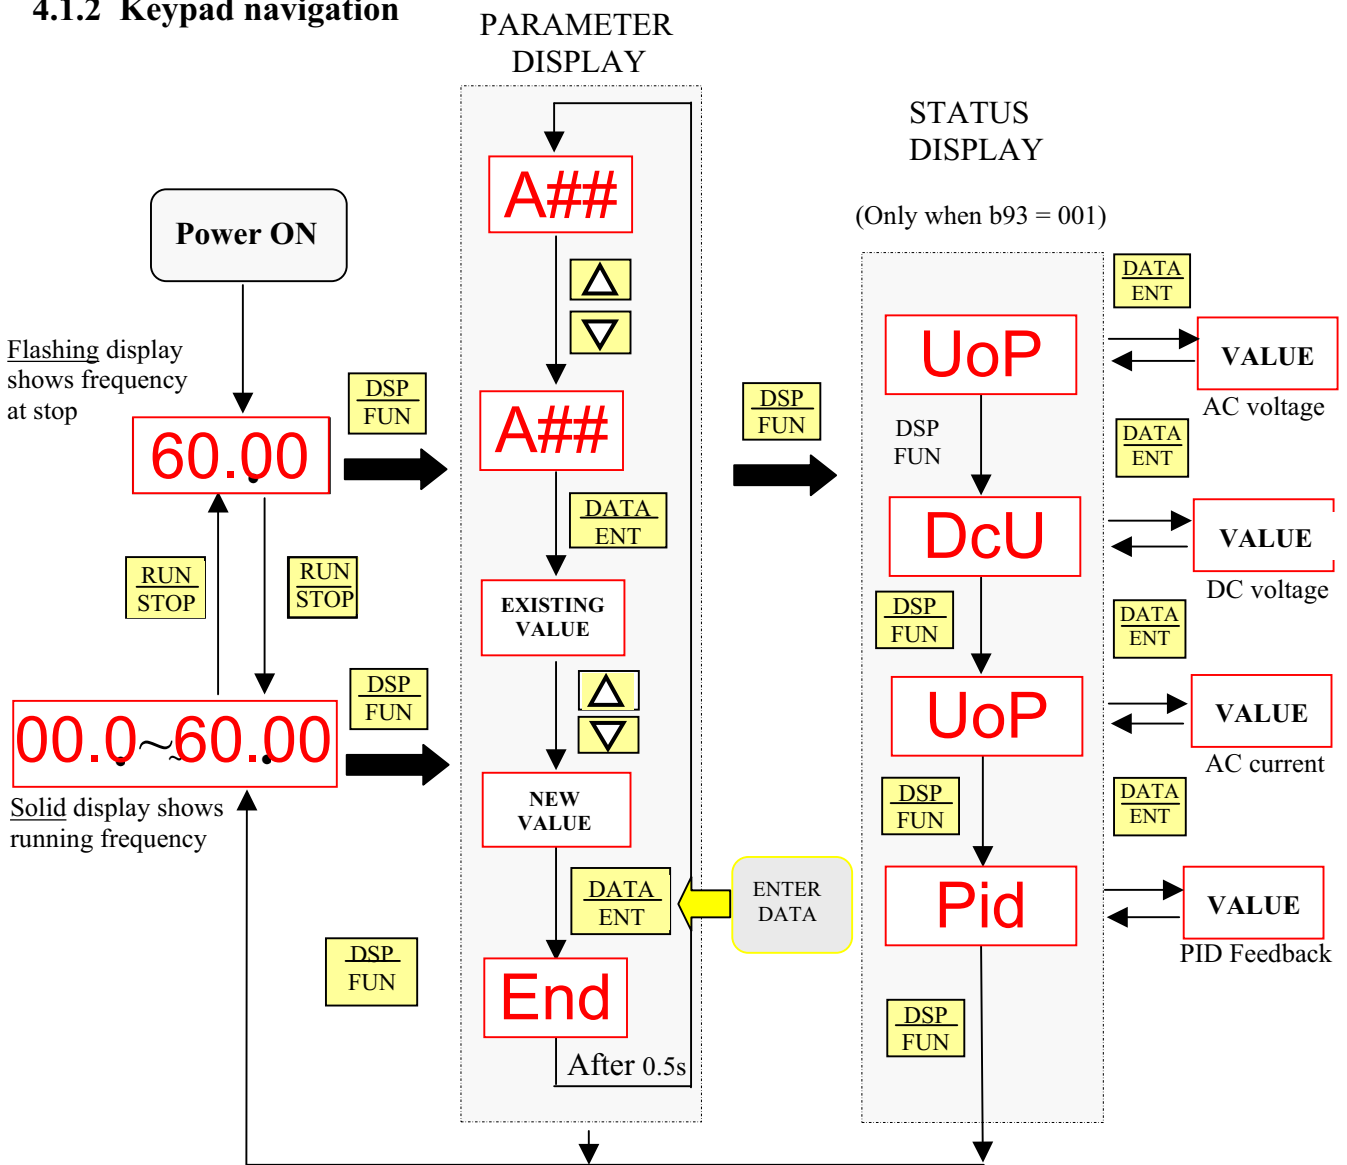 4.1.2 Keypad navigation
PARAMETER
DISPLAY
STATUS
DISPLAY
(Only when b93 = 001)
Power ON
Flashing display
shows frequency
at stop
60.00
DSP
FUN
RUN
STOP
RUN
STOP
00.0~60.00
DSP
FUN
Solid display shows
running frequency
DSP
FUN
A##
△
▽
A##
DATA
ENT
EXISTING
VALUE
△
▽
NEW
VALUE
DATA
ENT
ENTER
DATA
End
After 0.5s
DSP
FUN
UoP
DATA
ENT
VALUE
AC voltage
DSP
FUN
DcU
DATA
ENT
VALUE
DC voltage
DSP
FUN
UoP
DATA
ENT
VALUE
AC current
DSP
FUN
Pid
DATA
ENT
VALUE
PID Feedback
DSP
FUN